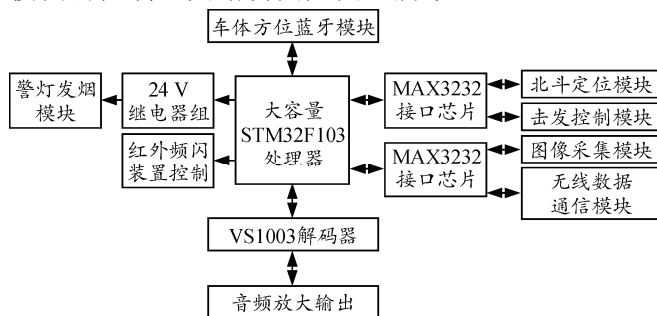 车体方位蓝牙模块
警灯发烟
模块
24 V
继电器组
红外频闪
装置控制
大容量
STM32F103
处理器
MAX3232
接口芯片
MAX3232
接口芯片
北斗定位模块
击发控制模块
图像采集模块
无线数据
通信模块
VS1003解码器
音频放大输出